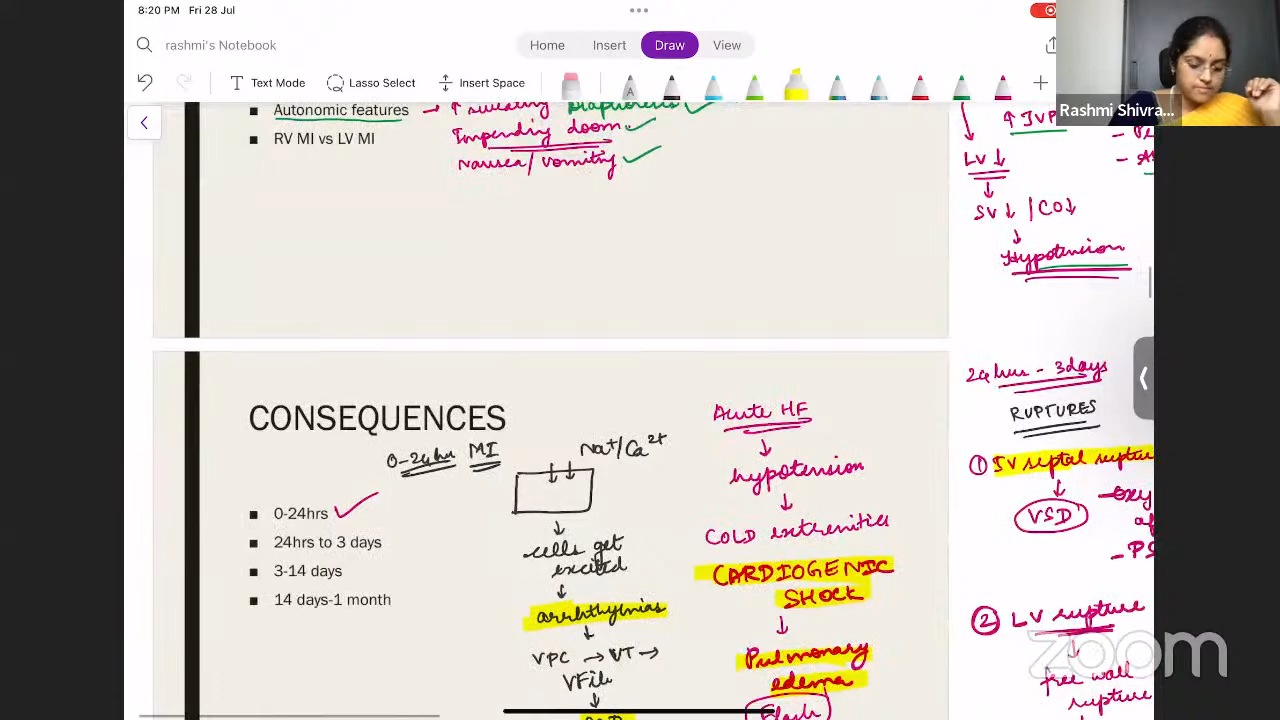 8:20 PM Fri 28 Jul
rashmi's Notebook
Home Insert Draw View
Text Mode Lasso Select Insert Space
A
Rashmi Shivra...
Autonomic features → ↑ sweating Diaphoresis
Impending doom
Nausea / vomiting
RV MI vs LV MI
↑ JVP
LV ↓
SV ↓ / CO↓
Hypotension
CONSEQUENCES
0-24hr MI
0-24hrs
24hrs to 3 days
3-14 days
14 days-1 month
Na+/Ca2+
cells get
excited
arrhythmias
VPC → VT →
VFib
Acute HF
hypotension
COLD extremities
CARDIOGENIC
SHOCK
Pulmonary
edema
Flash
24hrs - 3days
RUPTURES
① IV septal rupture
VSD
② LV rupture
free wall
rupture
zoom